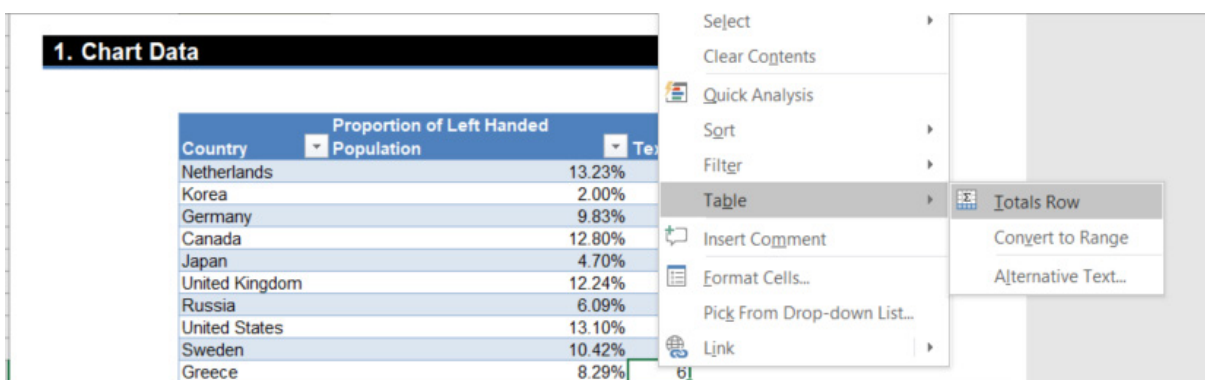 1. Chart Data
Country
Proportion of Left Handed
Population
Netherlands 13.23%
Korea 2.00%
Germany 9.83%
Canada 12.80%
Japan 4.70%
United Kingdom 12.24%
Russia 6.09%
United States 13.10%
Sweden 10.42%
Greece 8.29%
Select
Clear Contents
Quick Analysis
Sort
Filter
Table
Insert Comment
Format Cells...
Pick From Drop-down List...
Link
Totals Row
Convert to Range
Alternative Text...